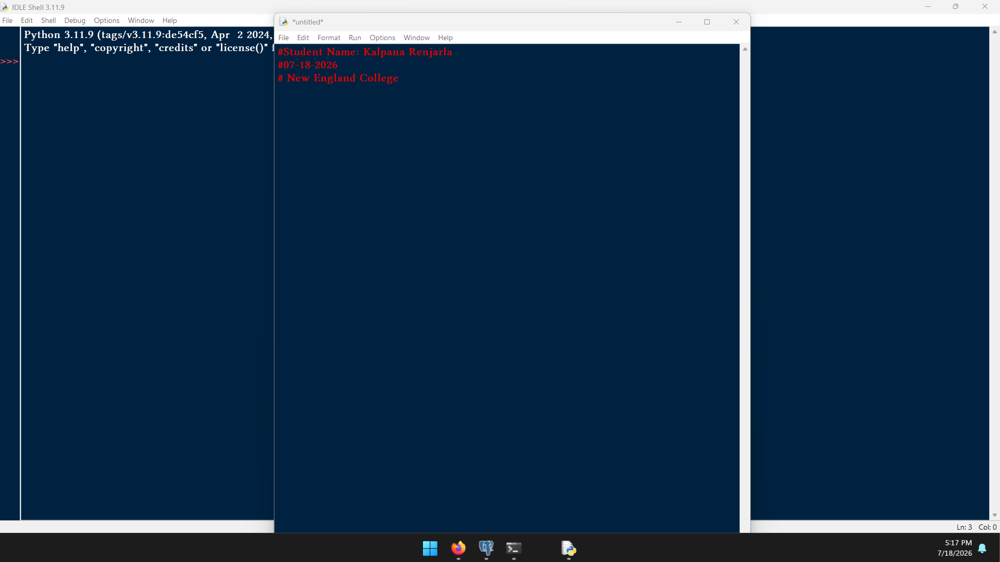 IDLE Shell 3.11.9
File Edit Shell Debug Options Window Help
Python 3.11.9 (tags/v3.11.9:de54cf5, Apr  2 2024,
Type "help", "copyright", "credits" or "license()" f
>>>
*untitled*
File Edit Format Run Options Window Help
#Student Name: Kalpana Renjarla
#07-18-2026
# New England College
Ln: 3 Col: 0
5:17 PM
7/18/2026